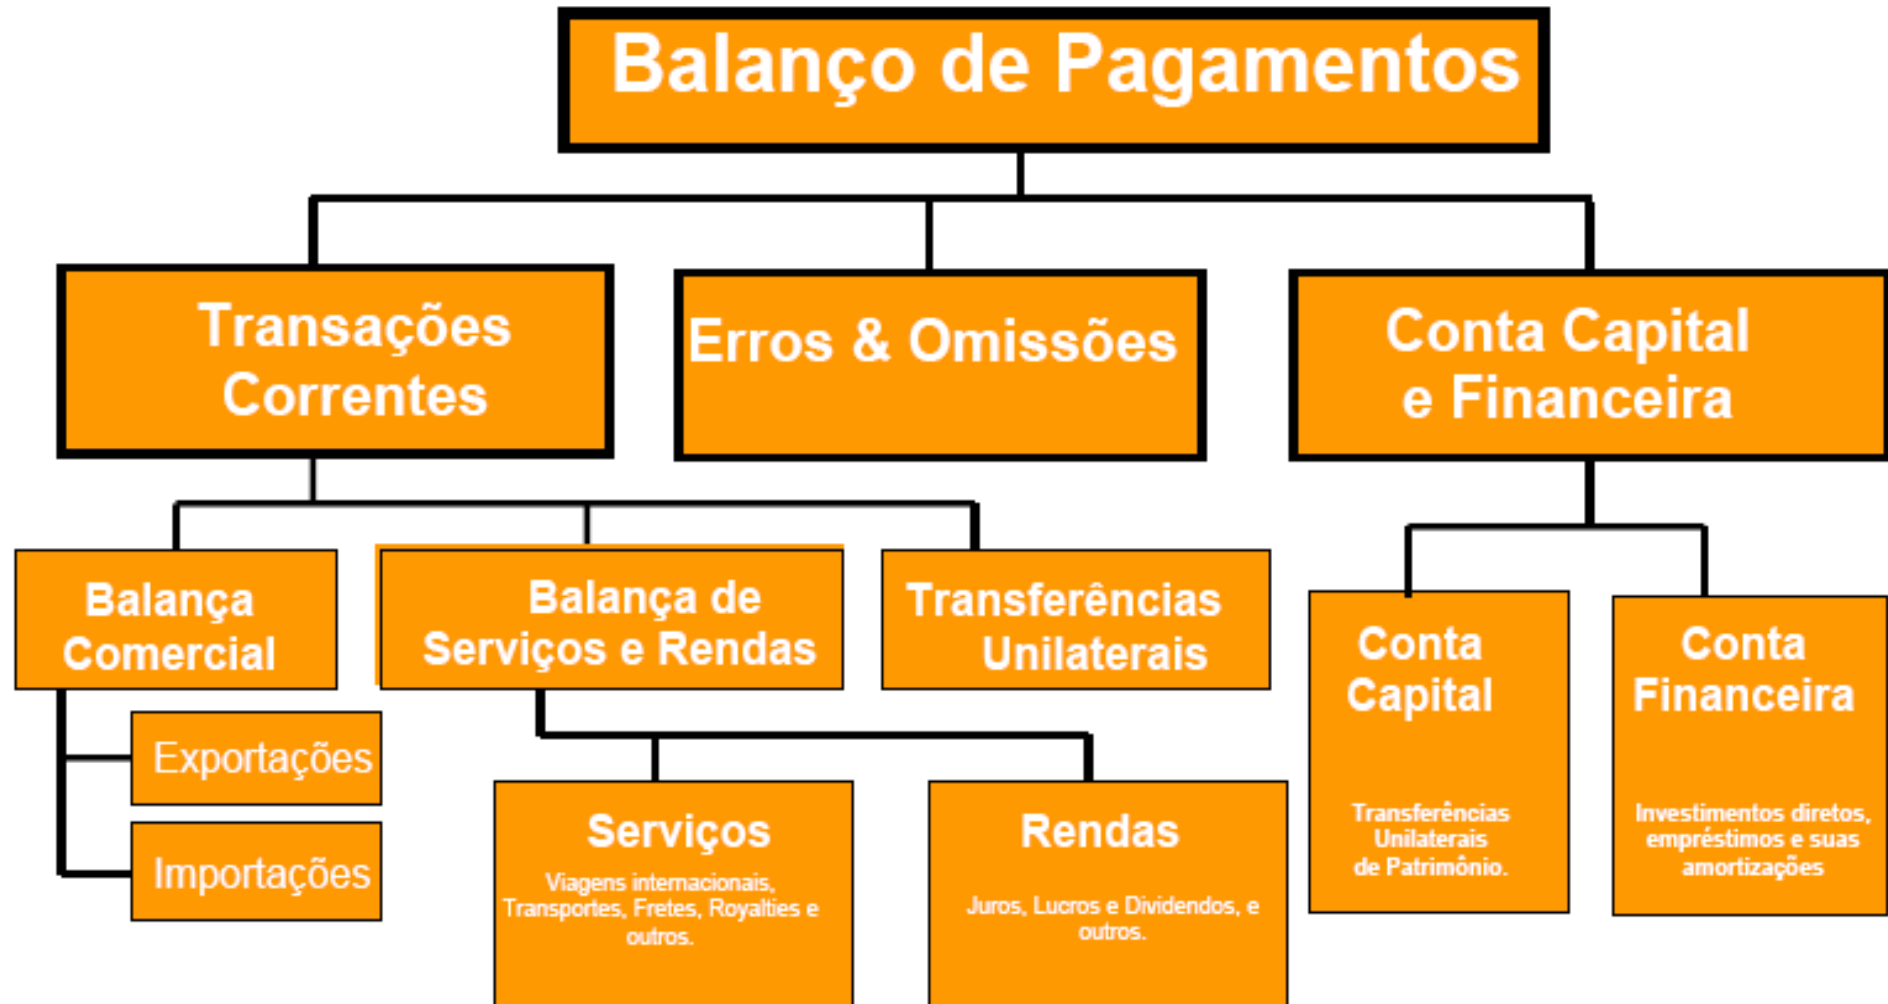 Balanço de Pagamentos
Transações
Correntes
Erros & Omissões
Conta Capital
e Financeira
Balança
Comercial
Balança de
Serviços e Rendas
Transferências
Unilaterais
Conta
Capital
Transferências
Unilaterais
de Patrimônio.
Conta
Financeira
Investimentos diretos,
empréstimos e suas
amortizações
Exportações
Importações
Serviços
Viagens internacionais,
Transportes, Fretes, Royalties e
outros.
Rendas
Juros, Lucros e Dividendos, e
outros.